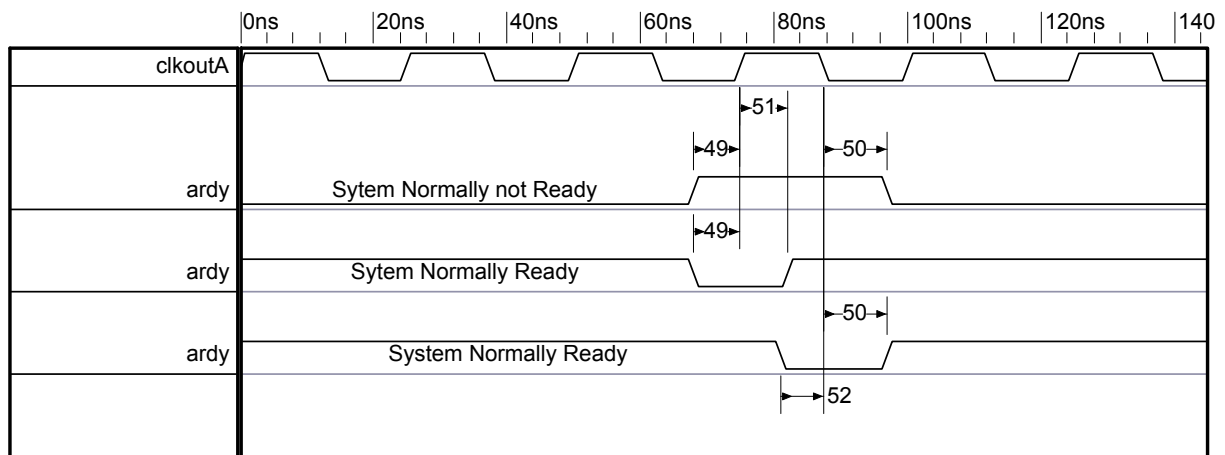 0ns 20ns 40ns 60ns 80ns 100ns 120ns 140
clkoutA
51
49 50
ardy Sytem Normally not Ready
49
ardy Sytem Normally Ready
50
ardy System Normally Ready
52